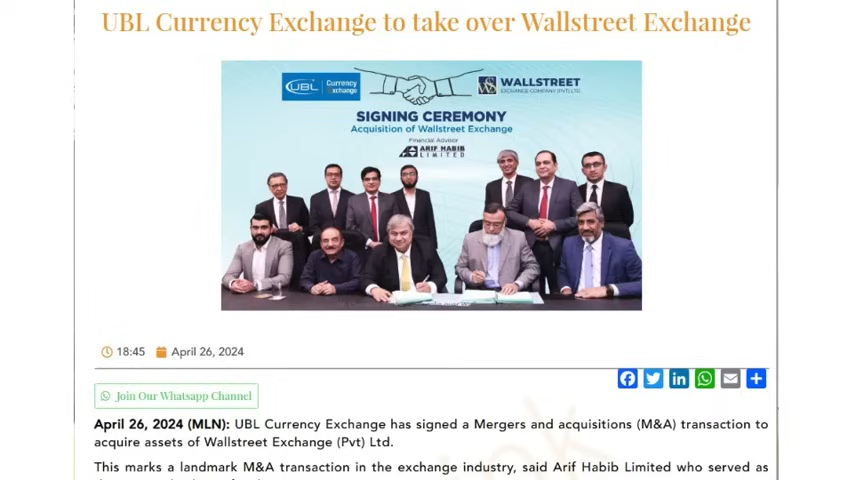 UBL Currency Exchange to take over Wallstreet Exchange
UBL Currency Exchange
WALLSTREET
EXCHANGE COMPANY (PVT) LTD.
SIGNING CEREMONY
Acquisition of Wallstreet Exchange
Financial Advisor
ARIF HABIB
LIMITED
18:45 April 26, 2024
Join Our Whatsapp Channel
April 26, 2024 (MLN): UBL Currency Exchange has signed a Mergers and acquisitions (M&A) transaction to
acquire assets of Wallstreet Exchange (Pvt) Ltd.
This marks a landmark M&A transaction in the exchange industry, said Arif Habib Limited who served as